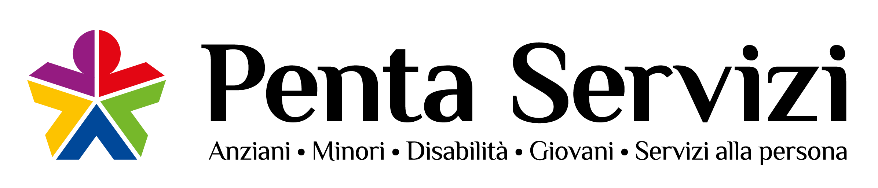 Penta Servizi
Anziani • Minori • Disabilità • Giovani • Servizi alla persona